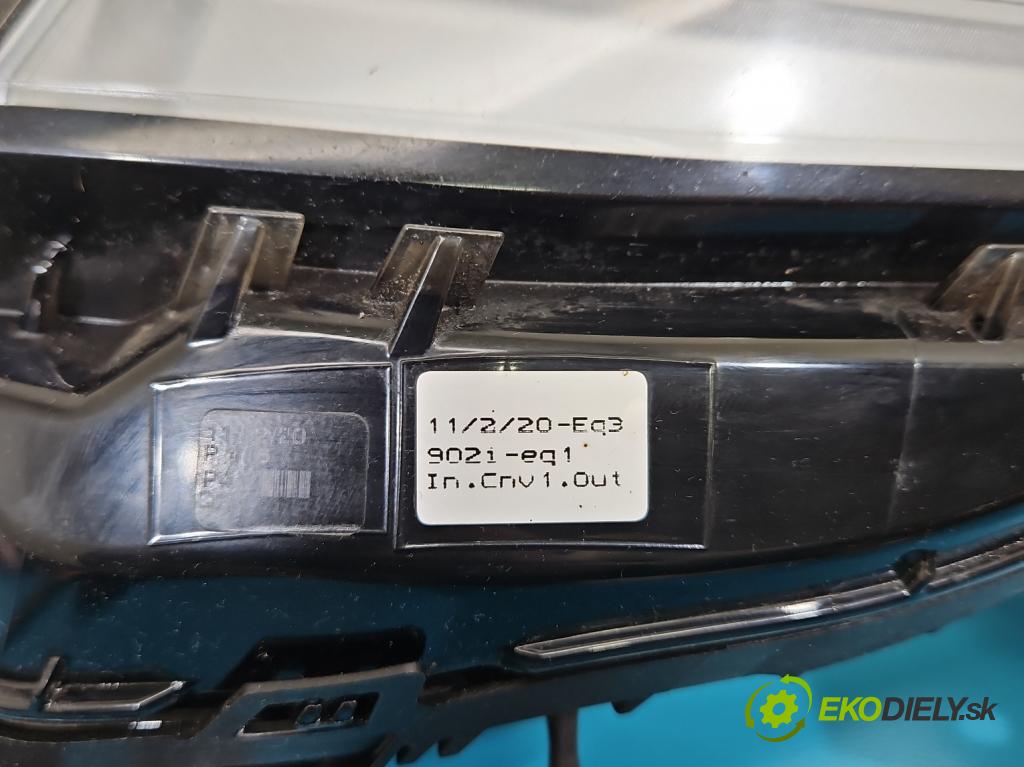 11/2/20-Eq3
902i-eq1
In.Cnv1.Out
EKODIELY.sk